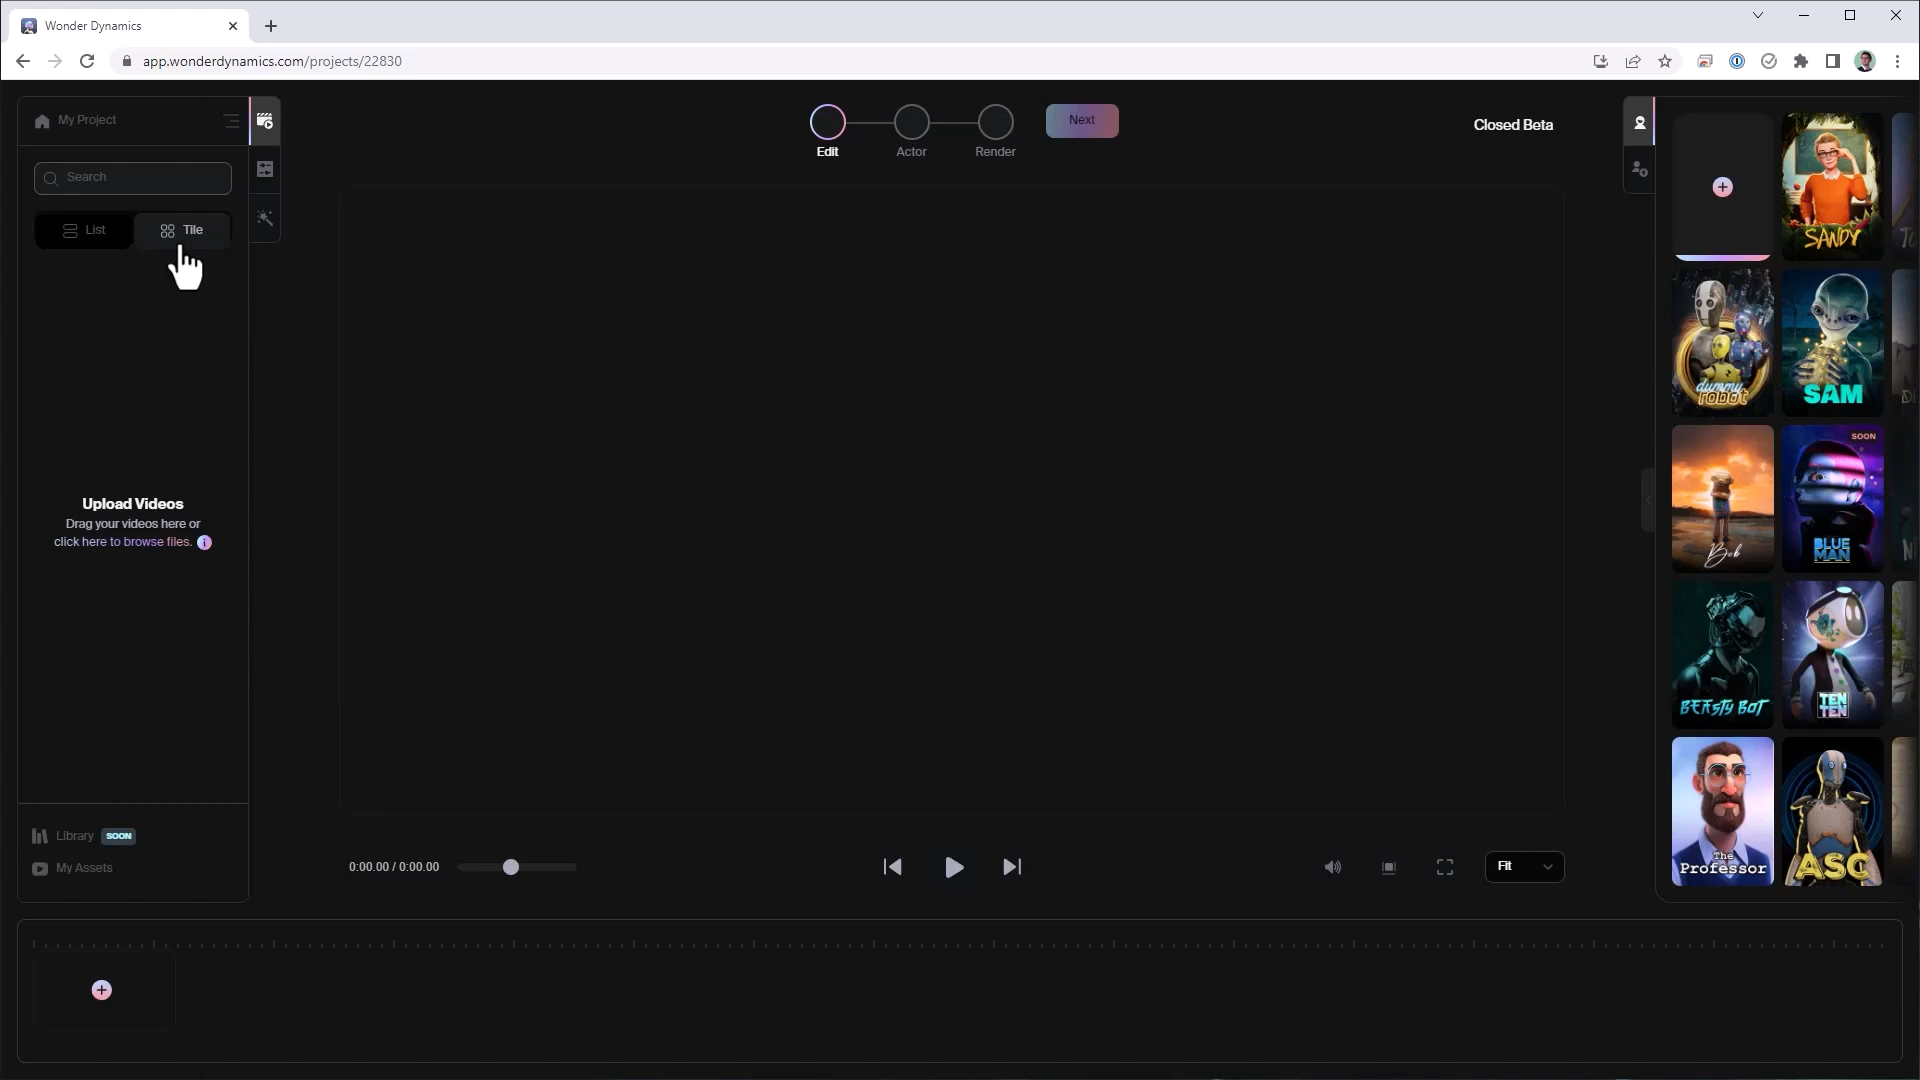 Wonder Dynamics
app.wonderdynamics.com/projects/22830
My Project
Search
List
Tile
Upload Videos
Drag your videos here or
click here to browse files.
Library SOON
My Assets
Edit
Actor
Render
Next
Closed Beta
0:00.00 / 0:00.00
Fit
SANDY
dummy
robot
SAM
Bob
SOON
BLUE
MAN
BEASTY BOT
TEN
TEN
The
Professor
ASC